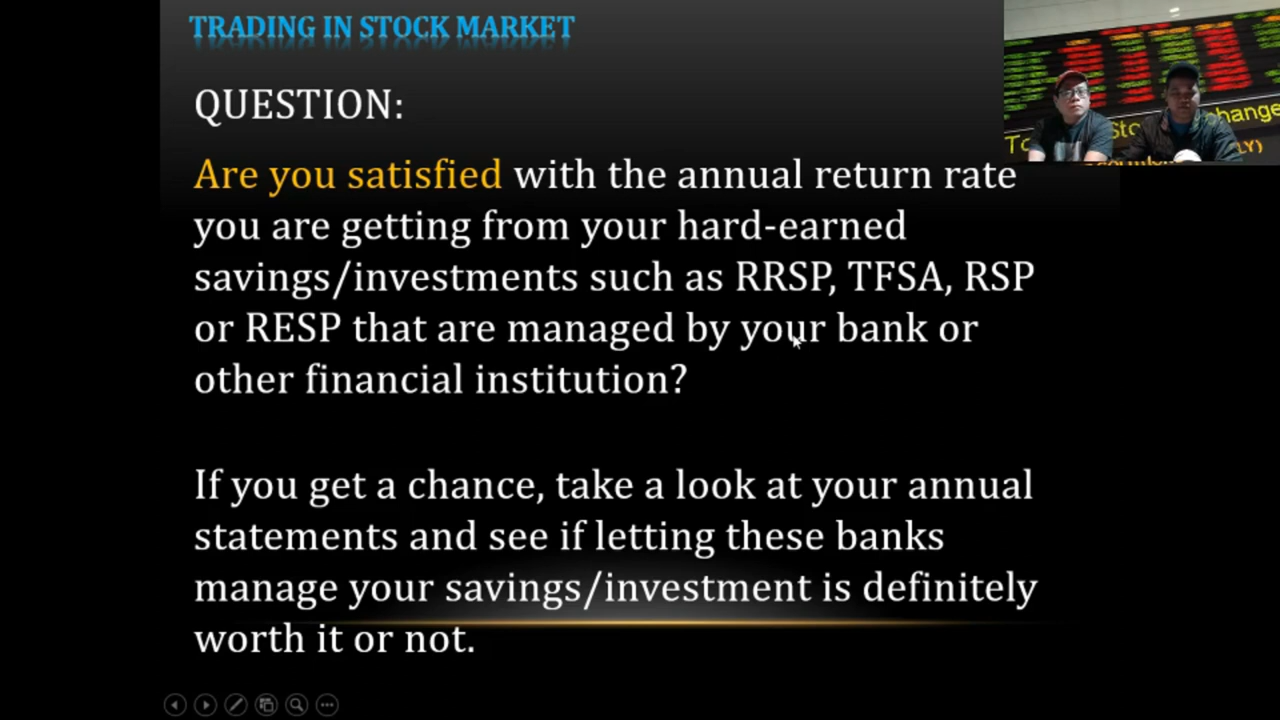 TRADING IN STOCK MARKET
QUESTION:
Are you satisfied with the annual return rate
you are getting from your hard-earned
savings/investments such as RRSP, TFSA, RSP
or RESP that are managed by your bank or
other financial institution?
If you get a chance, take a look at your annual
statements and see if letting these banks
manage your savings/investment is definitely
worth it or not.